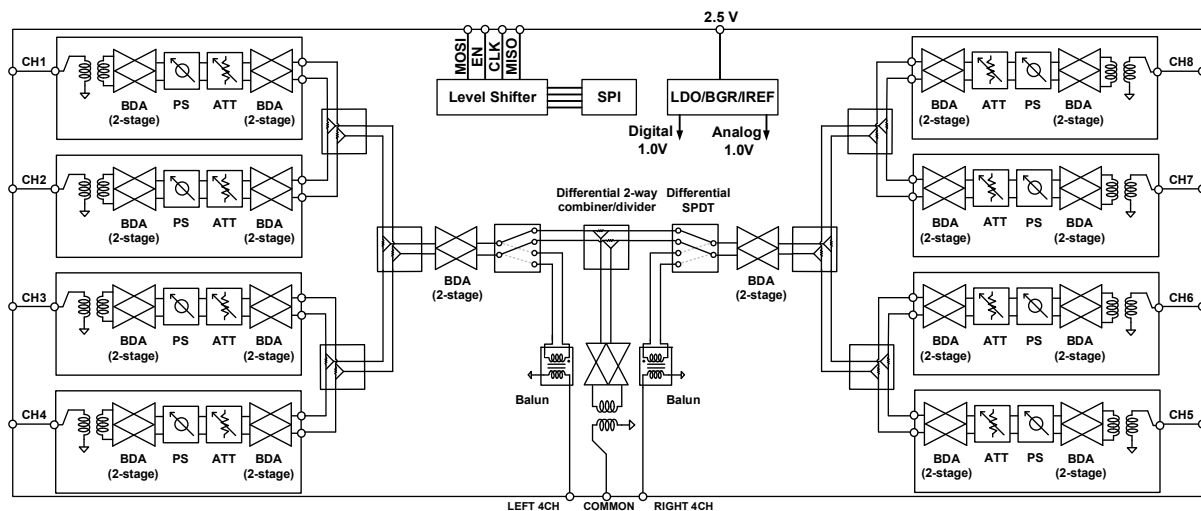 2.5 V
MOSI
EN
CLK
MISO
Level Shifter
SPI
LDO/BGR/IREF
Digital
1.0V
Analog
1.0V
CH1
BDA
(2-stage)
PS
ATT
BDA
(2-stage)
CH2
BDA
(2-stage)
PS
ATT
BDA
(2-stage)
CH3
BDA
(2-stage)
PS
ATT
BDA
(2-stage)
CH4
BDA
(2-stage)
PS
ATT
BDA
(2-stage)
BDA
(2-stage)
Differential 2-way
combiner/divider
Differential
SPDT
BDA
(2-stage)
Balun
Balun
LEFT 4CH
COMMON
RIGHT 4CH
CH8
BDA
(2-stage)
ATT
PS
BDA
(2-stage)
CH7
BDA
(2-stage)
ATT
PS
BDA
(2-stage)
CH6
BDA
(2-stage)
ATT
PS
BDA
(2-stage)
CH5
BDA
(2-stage)
ATT
PS
BDA
(2-stage)